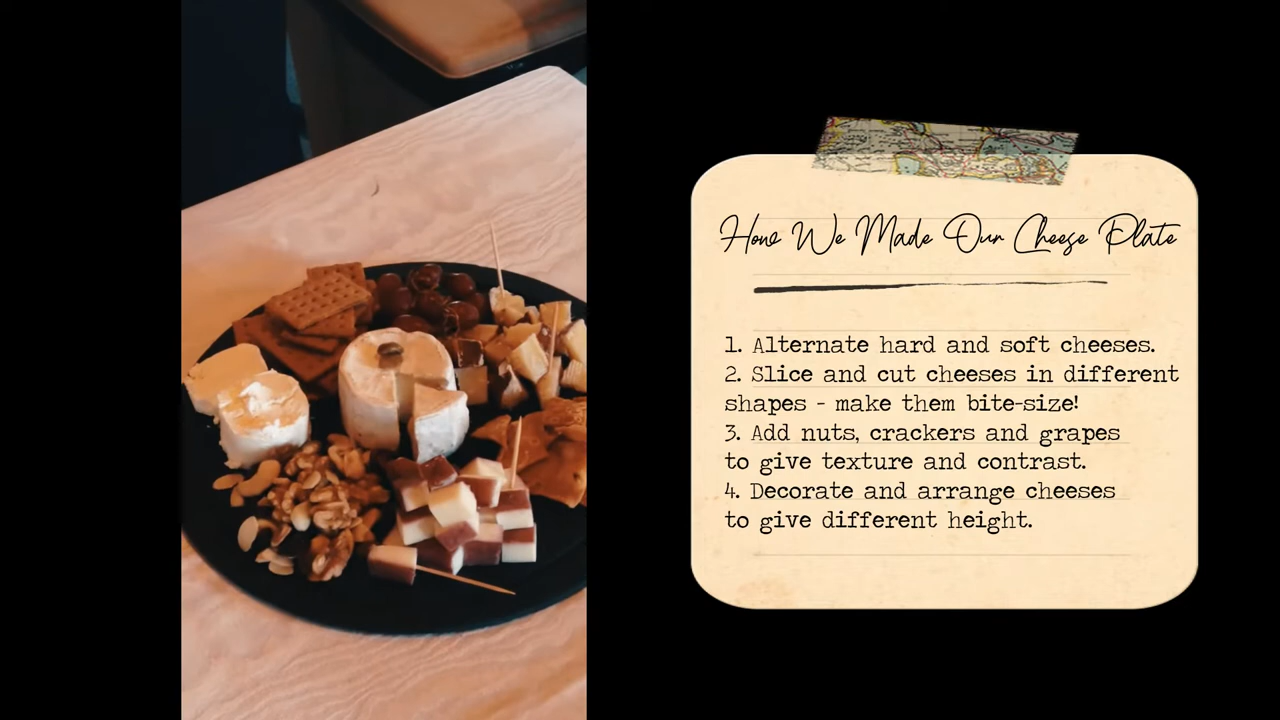 How We Made Our Cheese Plate
1. Alternate hard and soft cheeses.
2. Slice and cut cheeses in different
shapes - make them bite-size!
3. Add nuts, crackers and grapes
to give texture and contrast.
4. Decorate and arrange cheeses
to give different height.